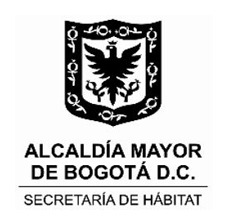 ALCALDÍA MAYOR
DE BOGOTÁ D.C.
SECRETARÍA DE HÁBITAT